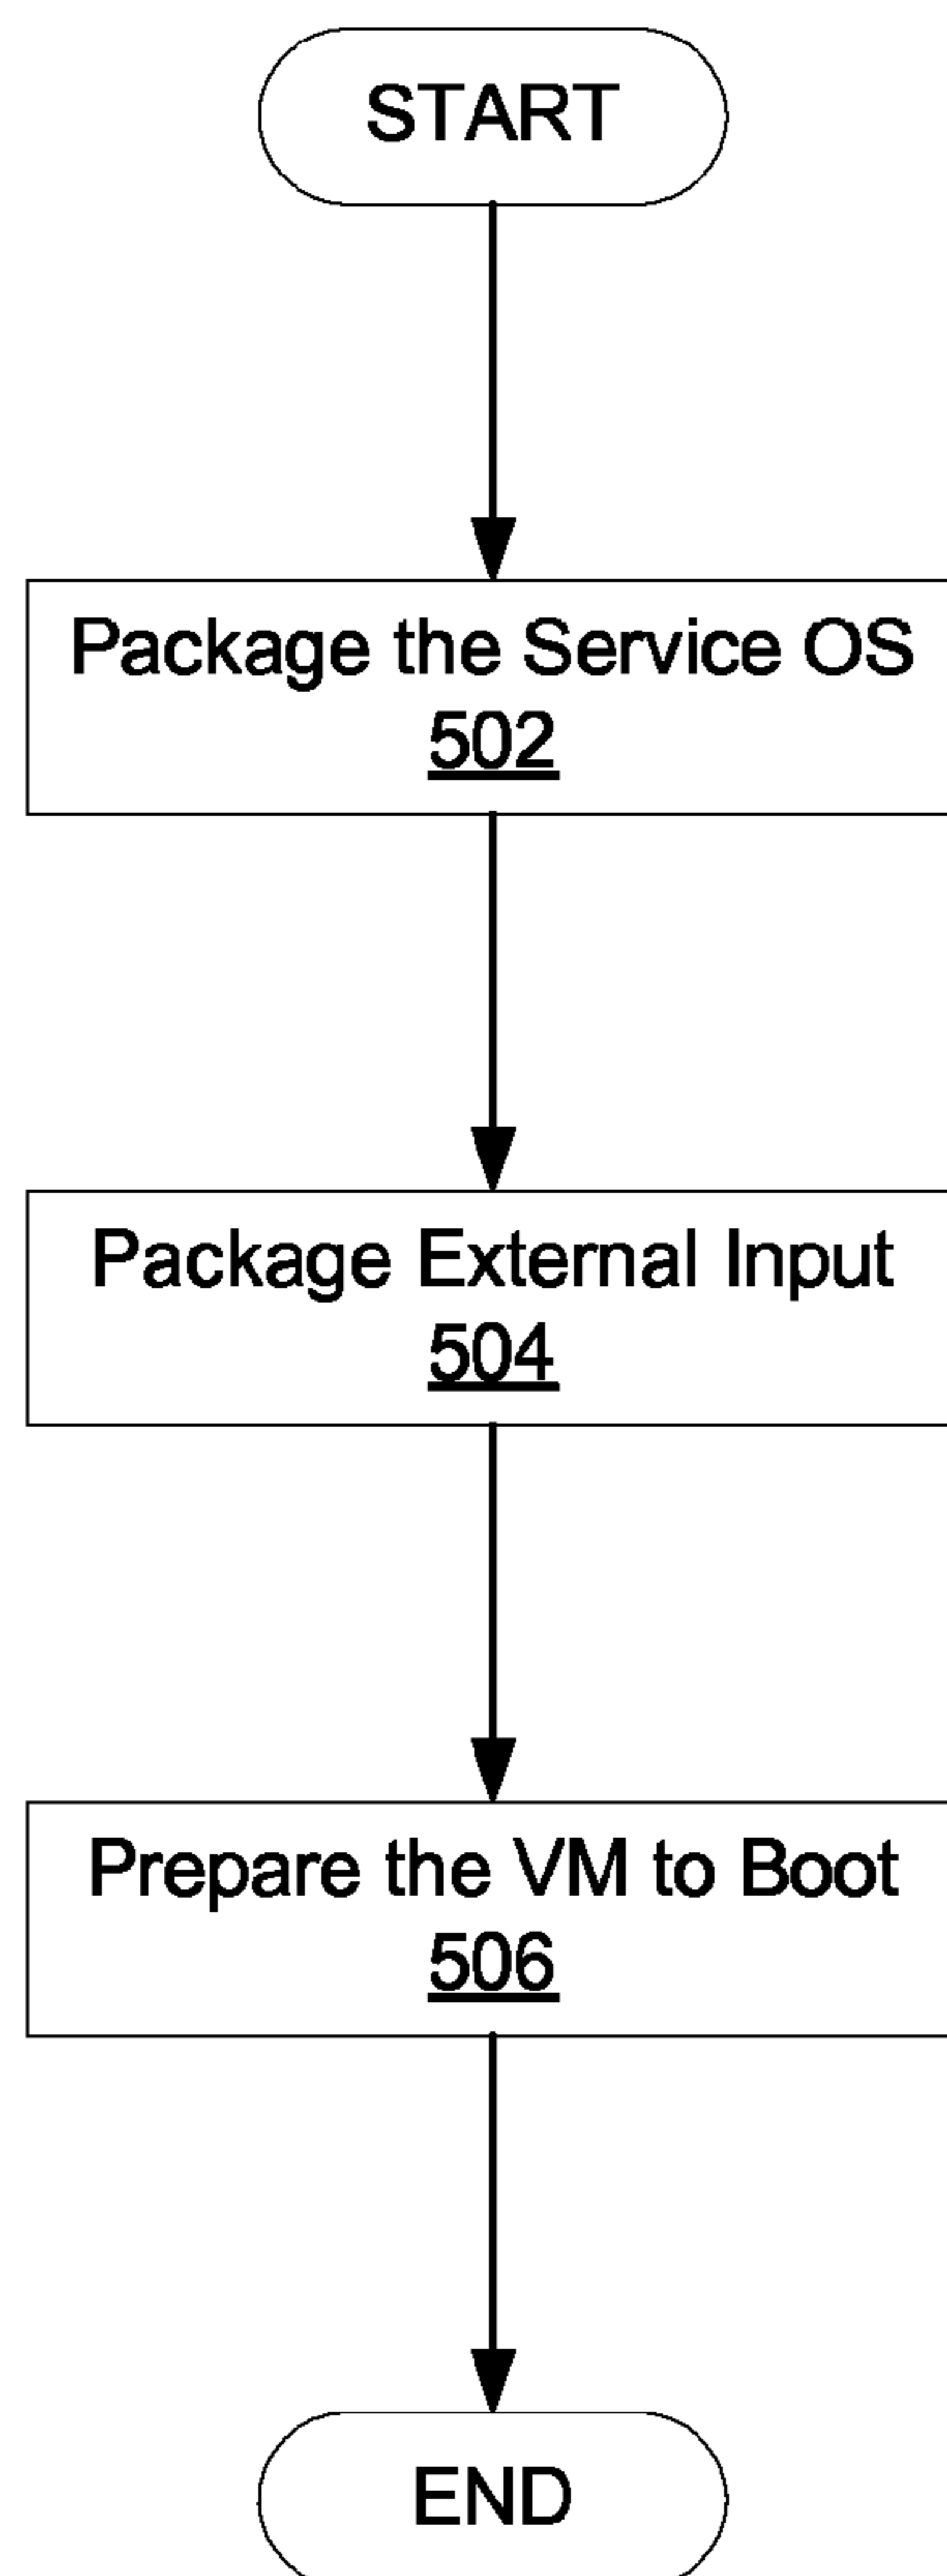 START
Package the Service OS
502
Package External Input
504
Prepare the VM to Boot
506
END